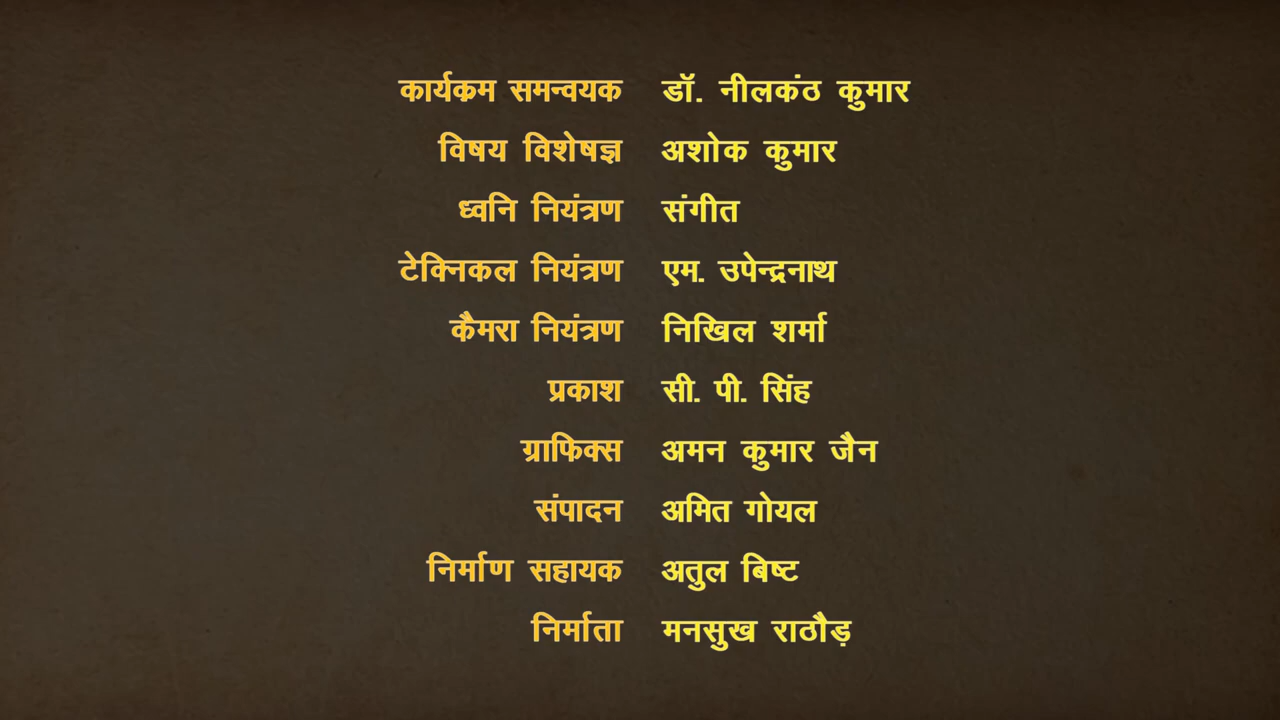 कार्यक्रम समन्वयक डॉ. नीलकंठ कुमार
विषय विशेषज्ञ अशोक कुमार
ध्वनि नियंत्रण संगीत
टेक्निकल नियंत्रण एम. उपेन्द्रनाथ
कैमरा नियंत्रण निखिल शर्मा
प्रकाश सी. पी. सिंह
ग्राफिक्स अमन कुमार जैन
संपादन अमित गोयल
निर्माण सहायक अतुल बिष्ट
निर्माता मनसुख राठौड़